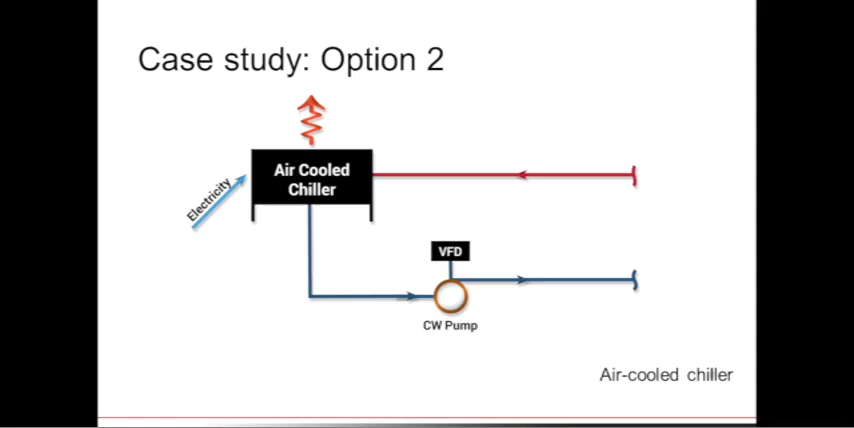 Case study: Option 2
Air Cooled
Chiller
Electricity
VFD
CW Pump
Air-cooled chiller